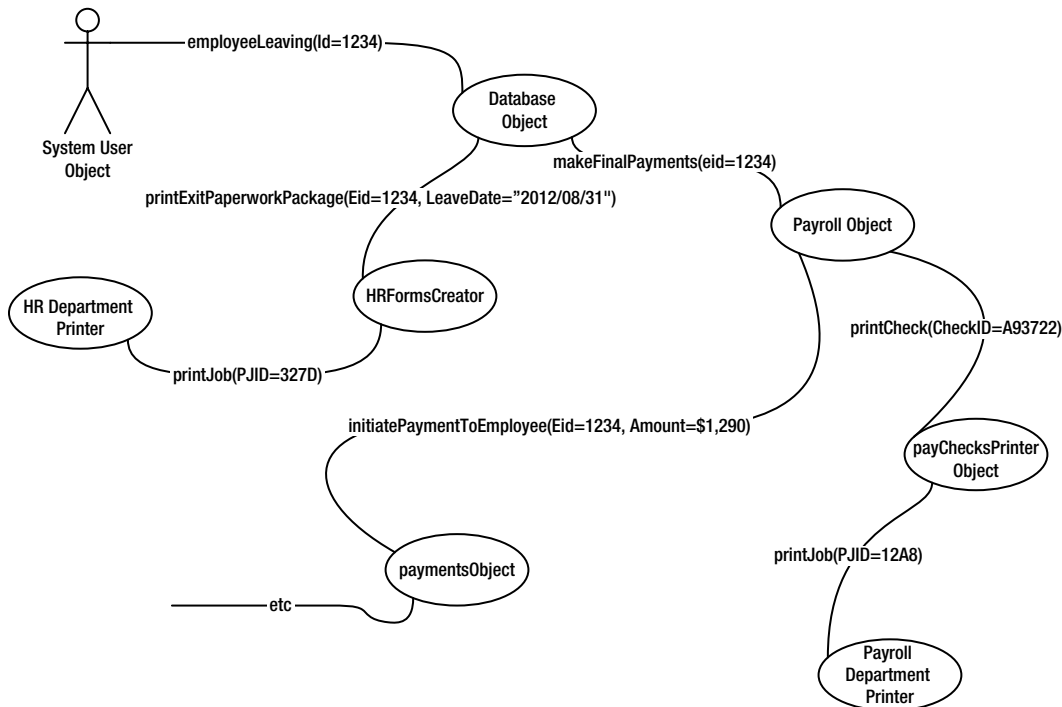 employeeLeaving(Id=1234)
System User
Object
Database
Object
makeFinalPayments(eid=1234)
printExitPaperworkPackage(Eid=1234, LeaveDate=”2012/08/31")
Payroll Object
HR Department
Printer
HRFormsCreator
printCheck(CheckID=A93722)
printJob(PJID=327D)
initiatePaymentToEmployee(Eid=1234, Amount=$1,290)
payChecksPrinter
Object
printJob(PJID=12A8)
paymentsObject
etc
Payroll
Department
Printer